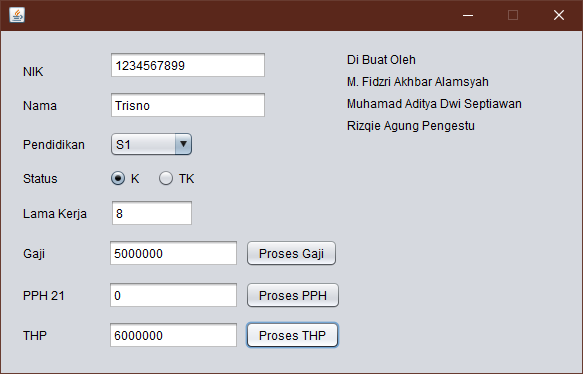 NIK 1234567899
Nama Trisno
Pendidikan S1
Status K TK
Lama Kerja 8
Gaji 5000000 Proses Gaji
PPH 21 0 Proses PPH
THP 6000000 Proses THP
Di Buat Oleh
M. Fidzri Akhbar Alamsyah
Muhamad Aditya Dwi Septiawan
Rizqie Agung Pengestu